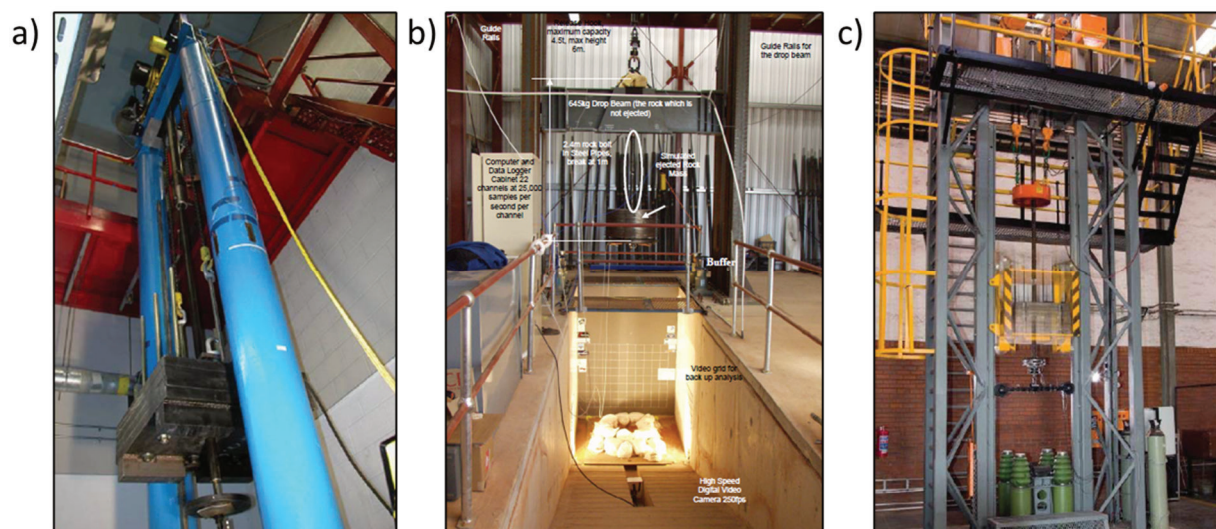 a)
b)
c)
Guide
Rails
maximum capacity
4.5t, max height
6m.
Guide Rails for
the drop beam
645kg Drop Beam (the rock which is
not ejected)
2.4m rock bolt
in Steel Pipes,
break at 1m
Simulated
ejected Rock
Mass
Computer and
Data Logger
Cabinet 22
channels at 25,000
samples per
second per
channel
Buffer
Video grid for
back up analysis
High Speed
Digital Video
Camera 250fps